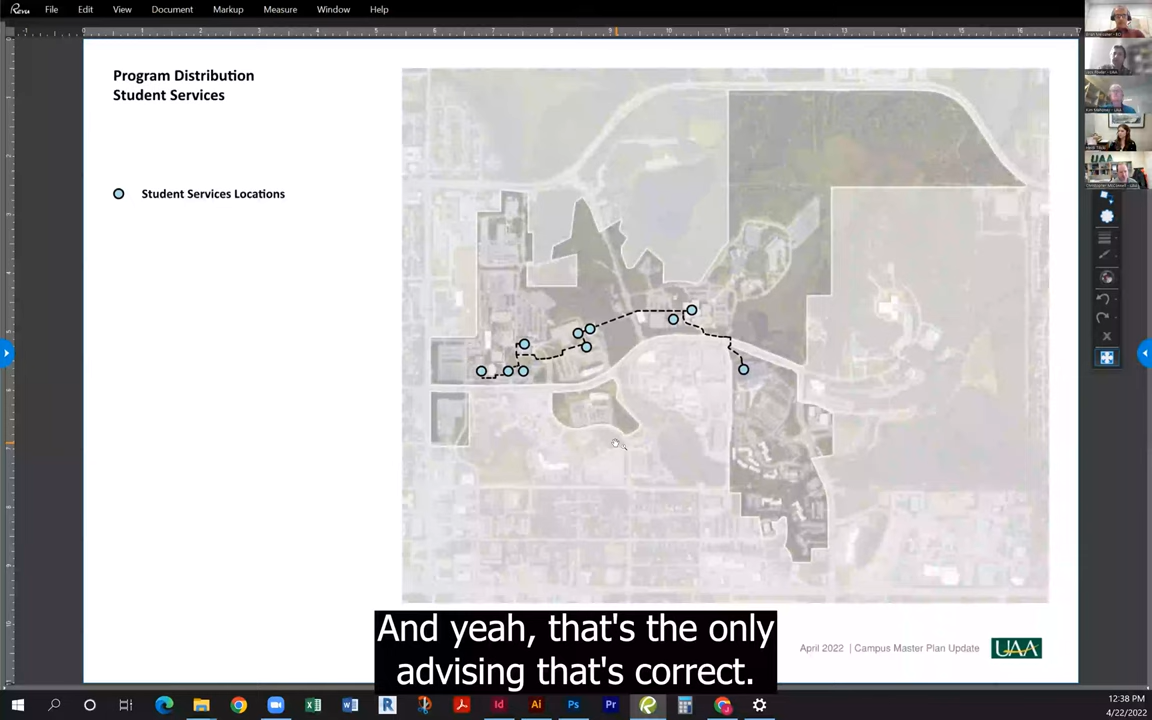 Revu File Edit View Document Markup Measure Window Help
Program Distribution
Student Services
Student Services Locations
And yeah, that's the only
advising that's correct.
April 2022 | Campus Master Plan Update UAA
12:38 PM
4/22/2022